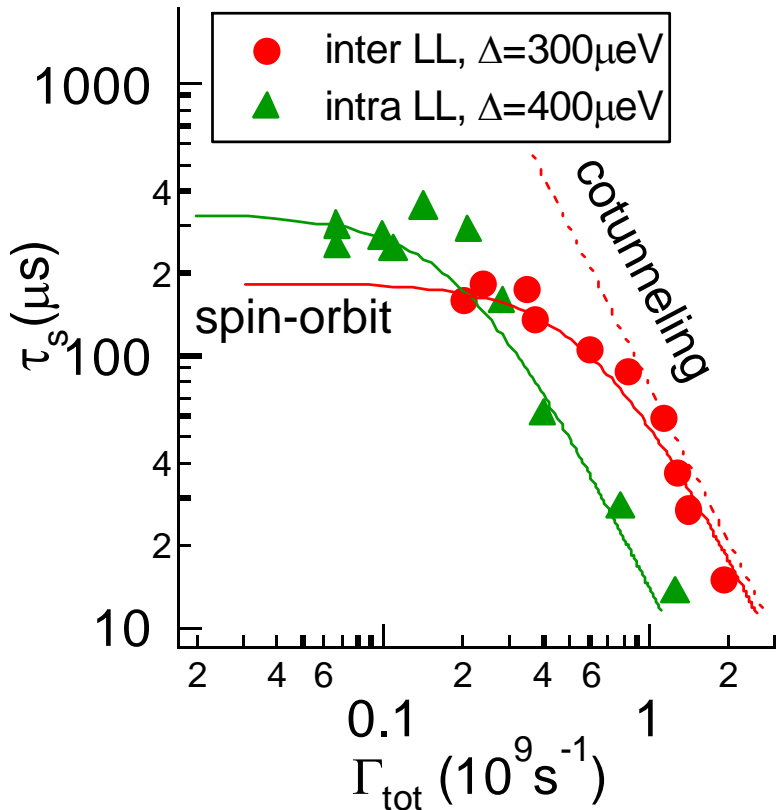 inter LL, Δ=300μeV
intra LL, Δ=400μeV
1000
4
2
100
4
2
10
τs(μs)
spin-orbit
cotunneling
2
4
6
2
4
6
2
0.1
1
Γtot (10⁹s⁻¹)